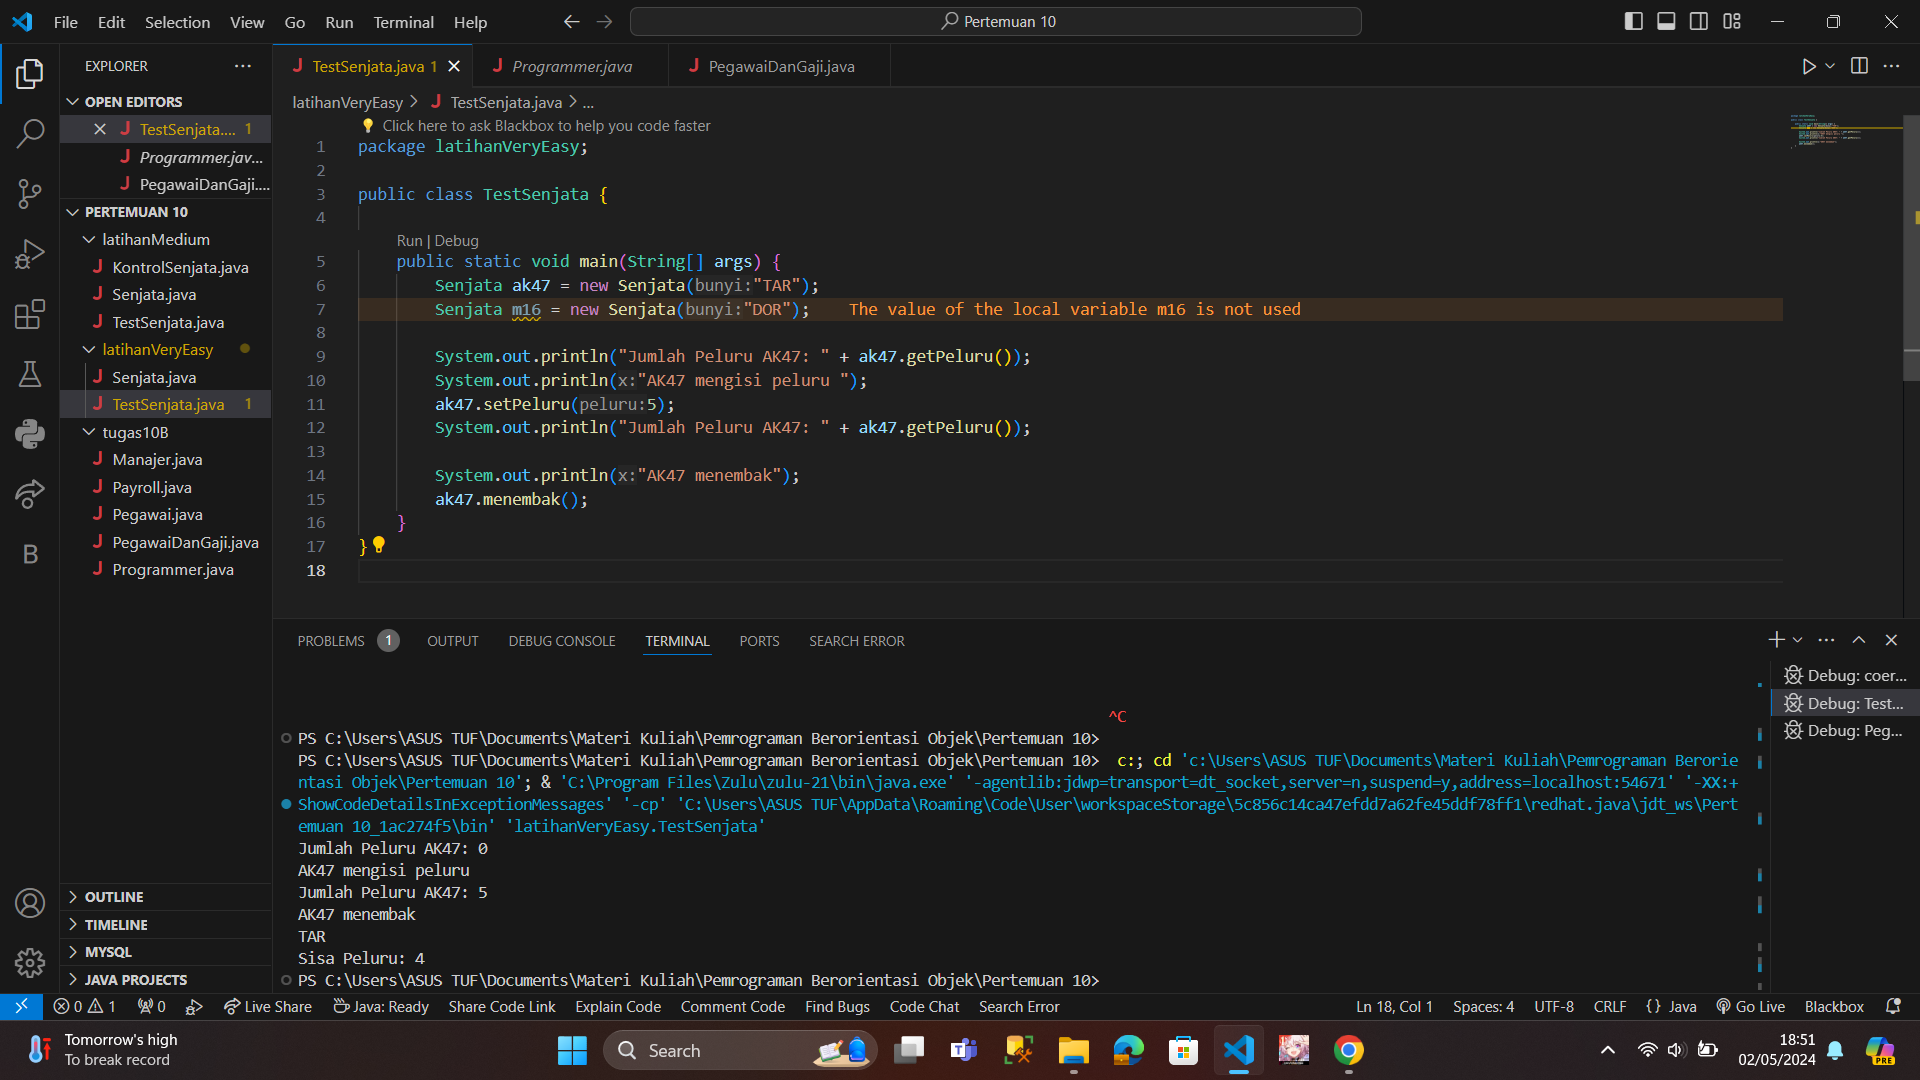 File Edit Selection View Go Run Terminal Help
Pertemuan 10
EXPLORER
OPEN EDITORS
TestSenjata.... 1
Programmer.jav...
PegawaiDanGaji....
PERTEMUAN 10
latihanMedium
KontrolSenjata.java
Senjata.java
TestSenjata.java
latihanVeryEasy
Senjata.java
TestSenjata.java 1
tugas10B
Manajer.java
Payroll.java
Pegawai.java
PegawaiDanGaji.java
Programmer.java
OUTLINE
TIMELINE
MYSQL
JAVA PROJECTS
TestSenjata.java 1 Programmer.java PegawaiDanGaji.java
latihanVeryEasy > TestSenjata.java > ...
Click here to ask Blackbox to help you code faster
1 package latihanVeryEasy;
2
3 public class TestSenjata {
4
Run | Debug
5 public static void main(String[] args) {
6 Senjata ak47 = new Senjata(bunyi:"TAR");
7 Senjata m16 = new Senjata(bunyi:"DOR"); The value of the local variable m16 is not used
8
9 System.out.println("Jumlah Peluru AK47: " + ak47.getPeluru());
10 System.out.println(x:"AK47 mengisi peluru ");
11 ak47.setPeluru(peluru:5);
12 System.out.println("Jumlah Peluru AK47: " + ak47.getPeluru());
13
14 System.out.println(x:"AK47 menembak");
15 ak47.menembak();
16 }
17 }
18
PROBLEMS 1 OUTPUT DEBUG CONSOLE TERMINAL PORTS SEARCH ERROR
Debug: coer...
Debug: Test...
Debug: Peg...
^C
PS C:\Users\ASUS TUF\Documents\Materi Kuliah\Pemrograman Berorientasi Objek\Pertemuan 10>
PS C:\Users\ASUS TUF\Documents\Materi Kuliah\Pemrograman Berorientasi Objek\Pertemuan 10> c:; cd 'c:\Users\ASUS TUF\Documents\Materi Kuliah\Pemrograman Berorie
ntasi Objek\Pertemuan 10'; & 'C:\Program Files\Zulu\zulu-21\bin\java.exe' '-agentlib:jdwp=transport=dt_socket,server=n,suspend=y,address=localhost:54671' '-XX:+
ShowCodeDetailsInExceptionMessages' '-cp' 'C:\Users\ASUS TUF\AppData\Roaming\Code\User\workspaceStorage\5c856c14ca47efdd7a62fe45ddf78ff1\redhat.java\jdt_ws\Pert
emuan 10_1ac274f5\bin' 'latihanVeryEasy.TestSenjata'
Jumlah Peluru AK47: 0
AK47 mengisi peluru
Jumlah Peluru AK47: 5
AK47 menembak
TAR
Sisa Peluru: 4
PS C:\Users\ASUS TUF\Documents\Materi Kuliah\Pemrograman Berorientasi Objek\Pertemuan 10>
0 1 0 Live Share Java: Ready Share Code Link Explain Code Comment Code Find Bugs Code Chat Search Error Ln 18, Col 1 Spaces: 4 UTF-8 CRLF {} Java Go Live Blackbox
Tomorrow's high
To break record
Search
18:51
02/05/2024
PRE